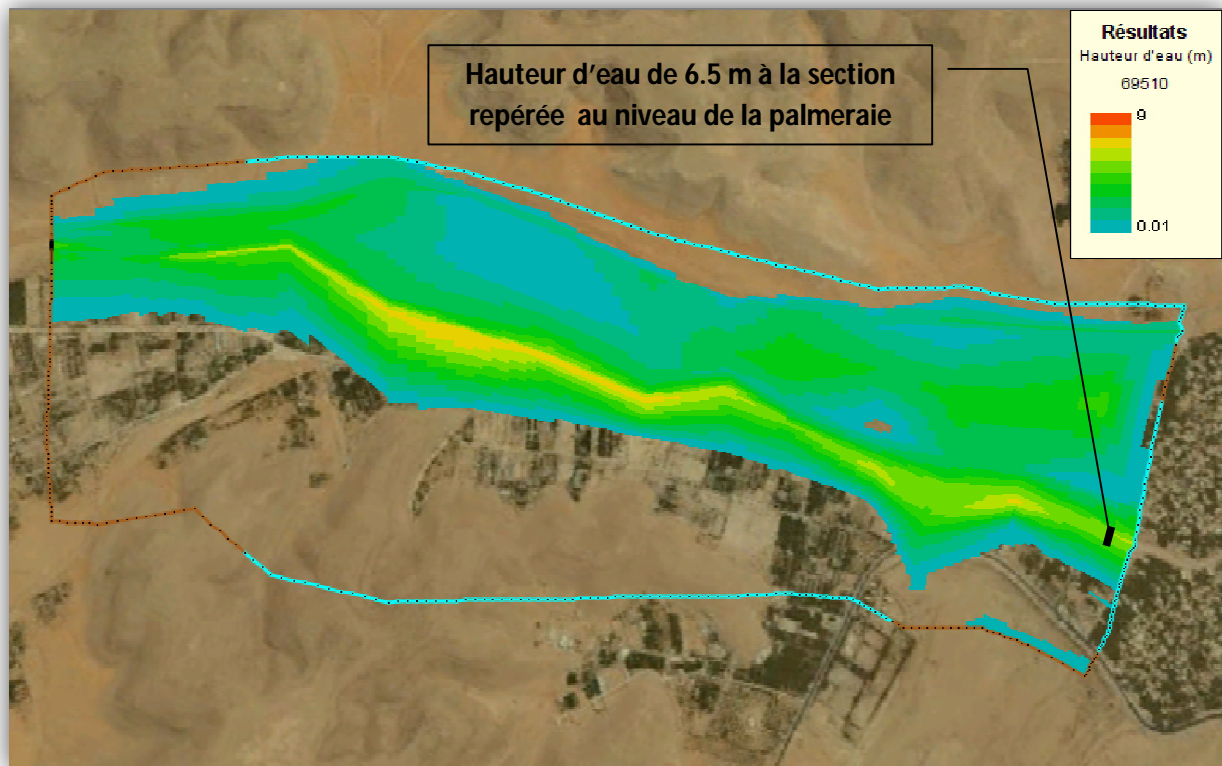 Hauteur d'eau de 6.5 m à la section
repérée au niveau de la palmeraie
Résultats
Hauteur d'eau (m)
69510
9
0.01